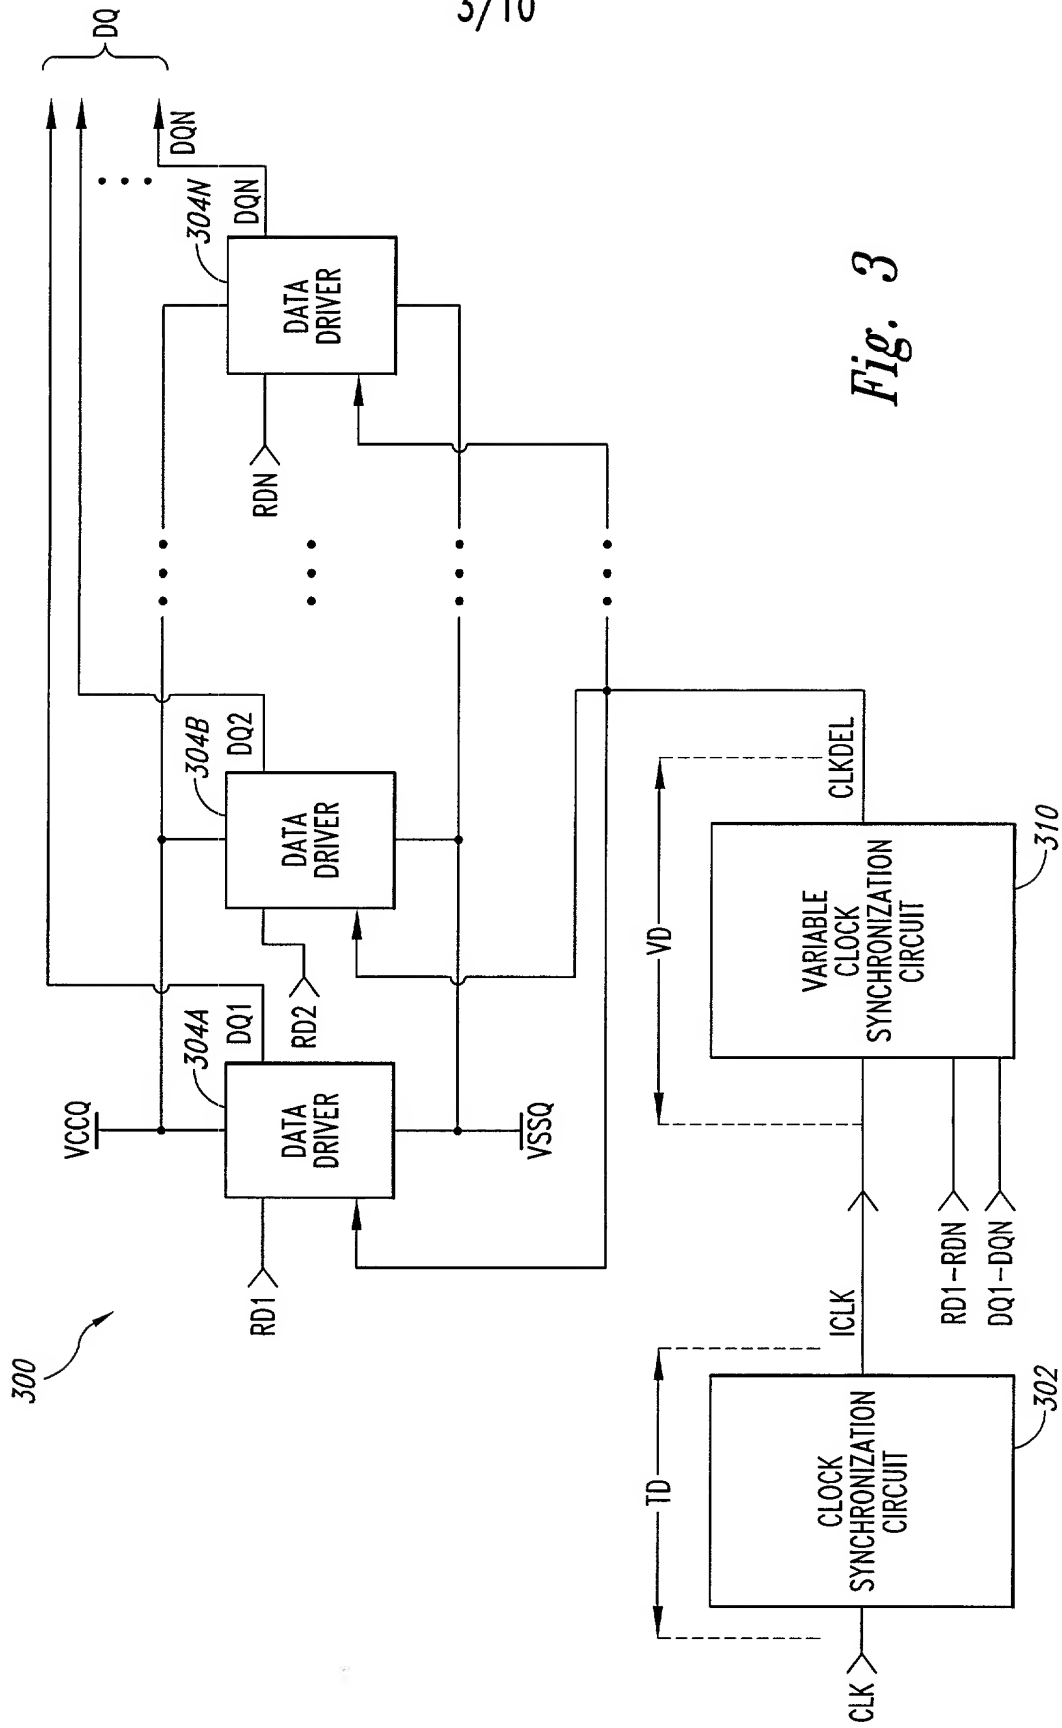 3/10
DQ
DQN
DQN
304N
DATA
DRIVER
RDN
304B
DQ2
DATA
DRIVER
RD2
304A
DQ1
DATA
DRIVER
VCCQ
VSSQ
RD1
300
CLKDEL
VD
VARIABLE
CLOCK
SYNCHRONIZATION
CIRCUIT
310
ICLK
RD1-RDN
DQ1-DQN
TD
CLOCK
SYNCHRONIZATION
CIRCUIT
302
CLK
Fig. 3